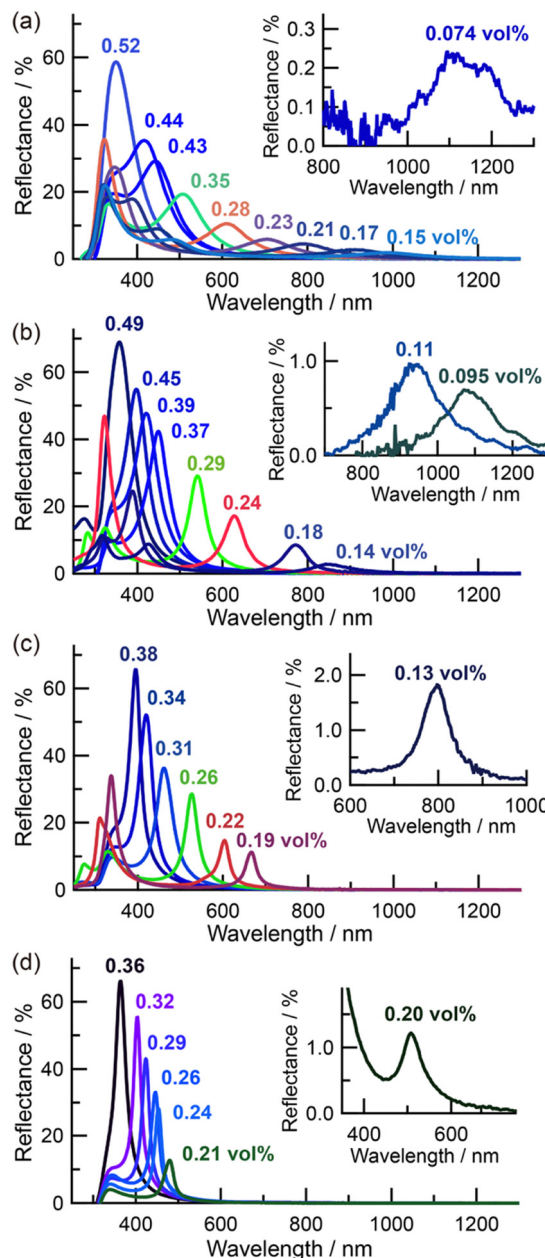 (a)
Reflectance / %
60
40
20
0
0.52
0.44
0.43
0.35
0.28
0.23
0.21
0.17
0.15 vol%
400 600 800 1000 1200
Wavelength / nm
Reflectance / %
0.3
0.2
0.1
0.0
0.074 vol%
800 1000 1200
Wavelength / nm
(b)
Reflectance / %
60
40
20
0
0.49
0.45
0.39
0.37
0.29
0.24
0.18
0.14 vol%
400 600 800 1000 1200
Wavelength / nm
Reflectance / %
1.0
0.0
0.11
0.095 vol%
800 1000 1200
Wavelength / nm
(c)
Reflectance / %
60
40
20
0
0.38
0.34
0.31
0.26
0.22
0.19 vol%
400 600 800 1000 1200
Wavelength / nm
Reflectance / %
2.0
1.0
0.0
0.13 vol%
600 800 1000
Wavelength / nm
(d)
Reflectance / %
60
40
20
0
0.36
0.32
0.29
0.26
0.24
0.21 vol%
400 600 800 1000 1200
Wavelength / nm
Reflectance / %
1.0
0.0
0.20 vol%
400 600
Wavelength / nm